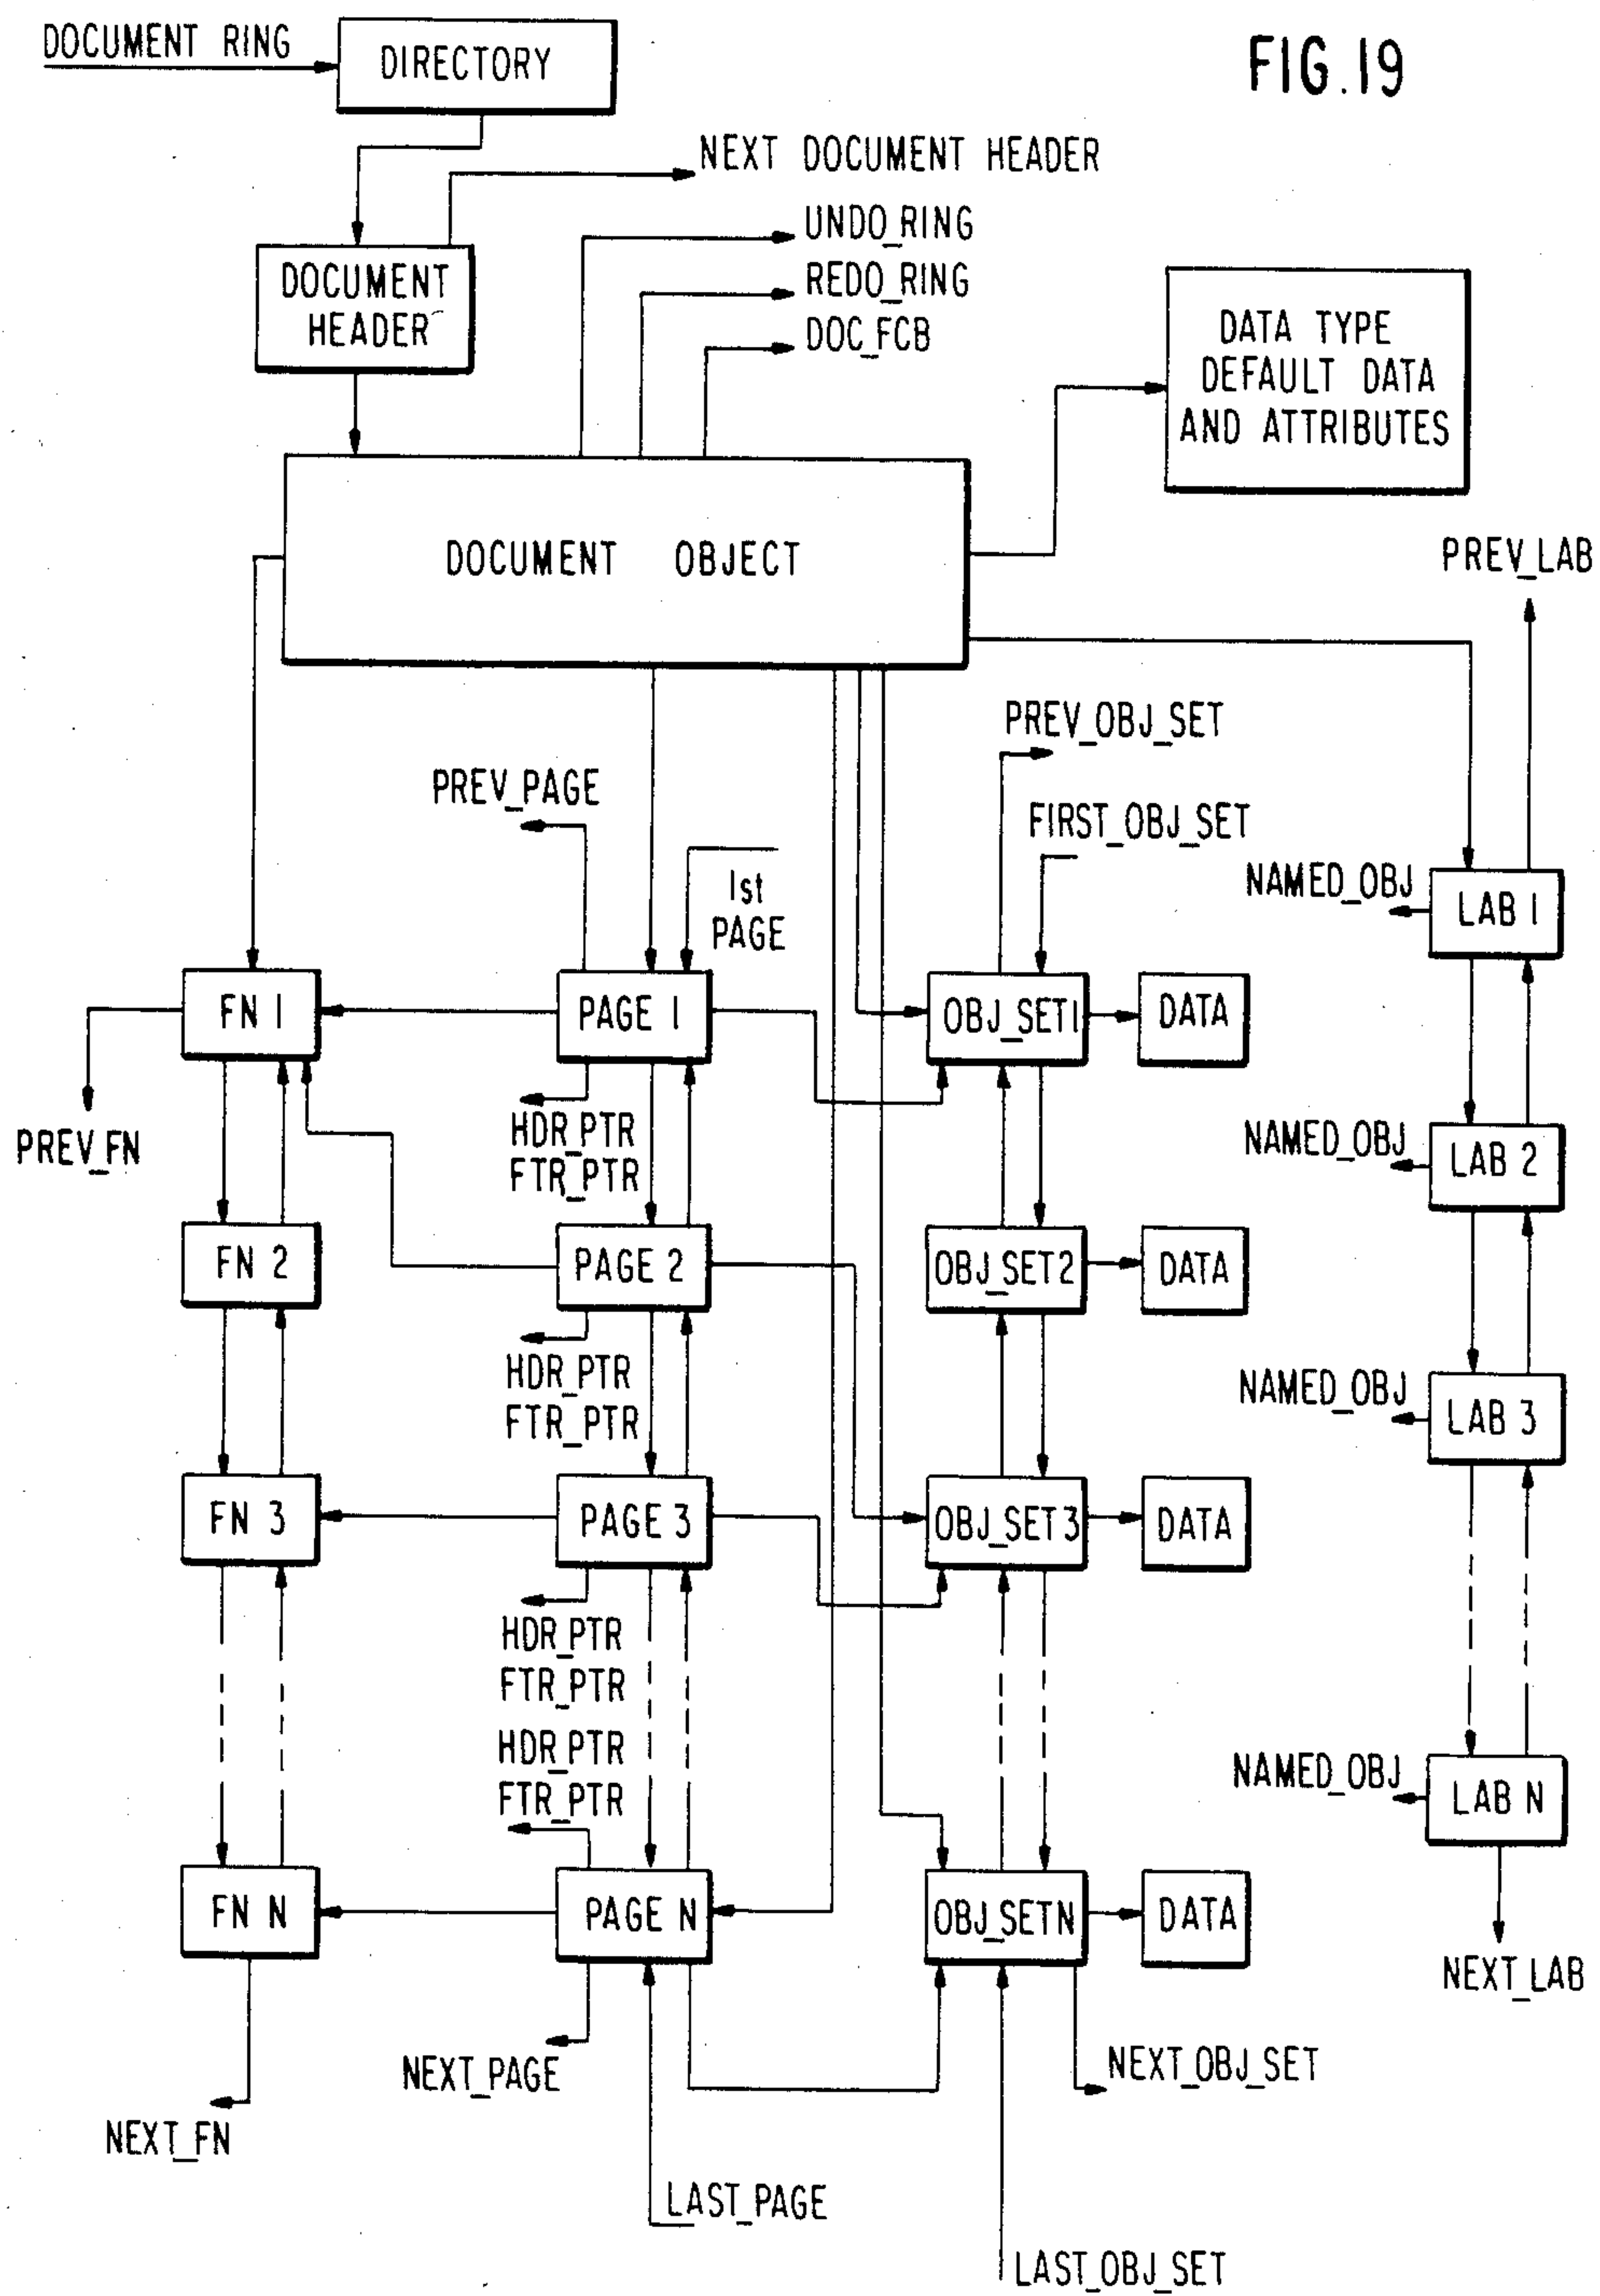 DOCUMENT RING
DIRECTORY
FIG.19
NEXT DOCUMENT HEADER
UNDO_RING
DOCUMENT
HEADER
REDO_RING
DOC_FCB
DATA TYPE
DEFAULT DATA
AND ATTRIBUTES
DOCUMENT OBJECT
PREV_LAB
PREV_OBJ_SET
PREV_PAGE
FIRST_OBJ_SET
1st
PAGE
NAMED_OBJ
LAB 1
FN 1
PAGE 1
OBJ_SET1
DATA
HDR_PTR
FTR_PTR
PREV_FN
NAMED_OBJ
LAB 2
FN 2
PAGE 2
OBJ_SET2
DATA
HDR_PTR
FTR_PTR
NAMED_OBJ
LAB 3
FN 3
PAGE 3
OBJ_SET3
DATA
HDR_PTR
FTR_PTR
HDR_PTR
FTR_PTR
NAMED_OBJ
LAB N
FN N
PAGE N
OBJ_SETN
DATA
NEXT_LAB
NEXT_PAGE
NEXT_OBJ_SET
NEXT_FN
LAST_PAGE
LAST_OBJ_SET